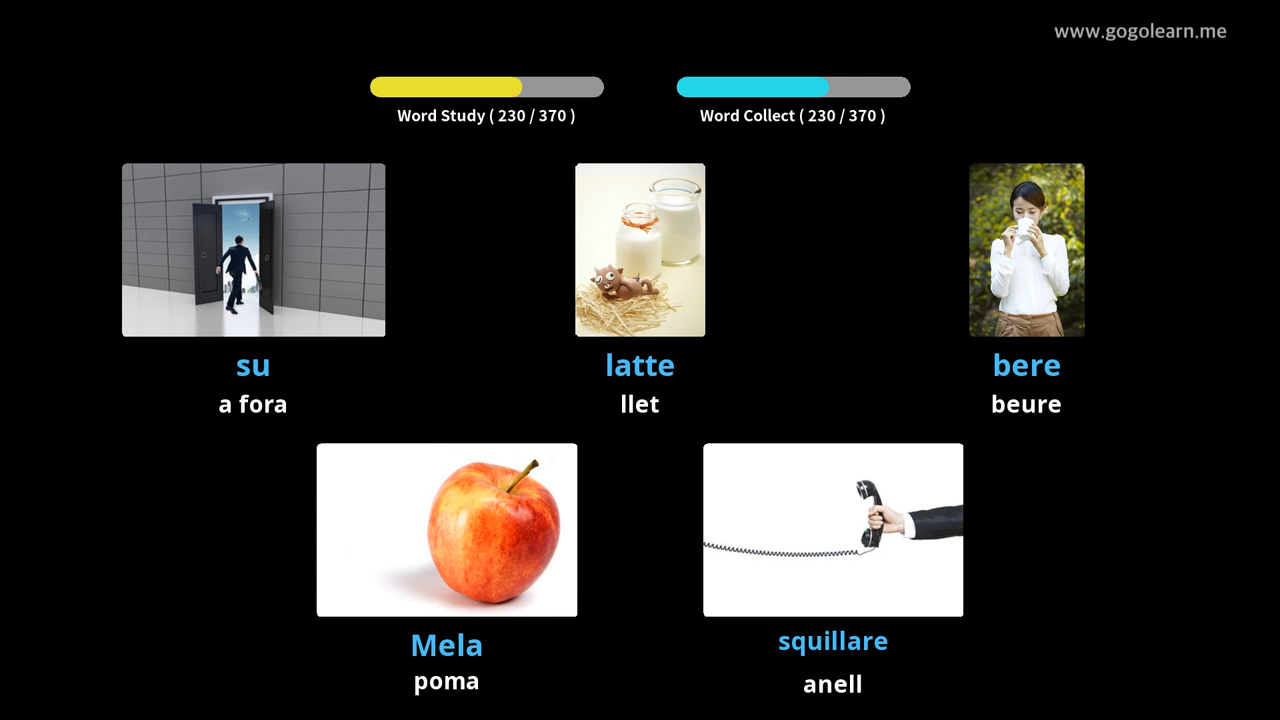 www.gogolearn.me
Word Study ( 230 / 370 )
Word Collect ( 230 / 370 )
su
a fora
latte
llet
bere
beure
Mela
poma
squillare
anell